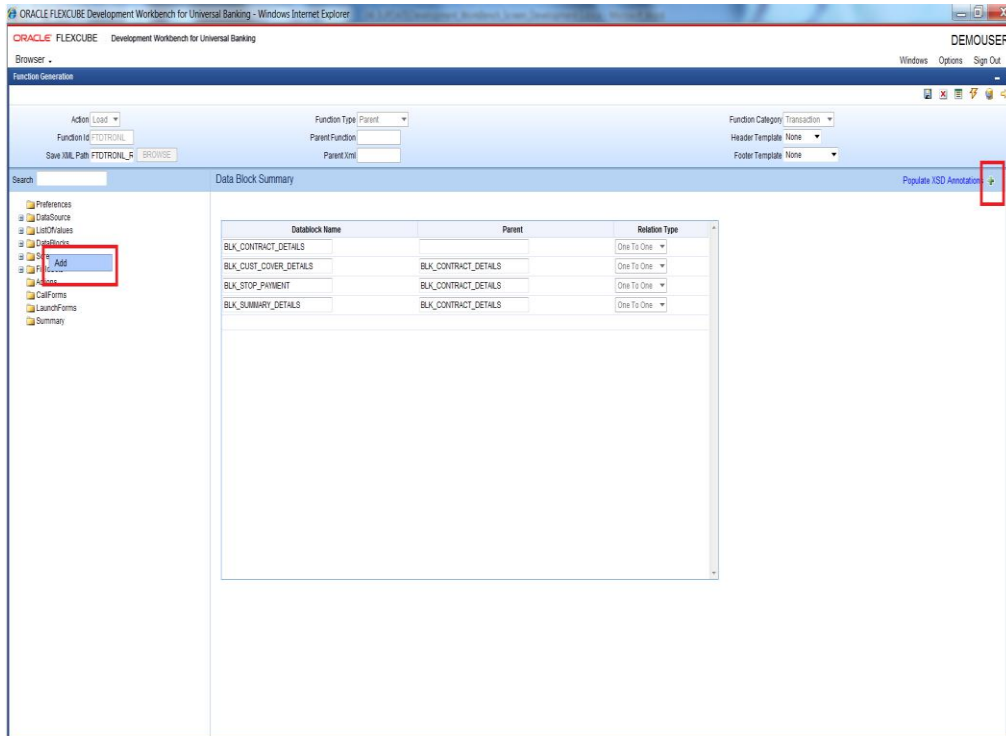 ORACLE FLEXCUBE Development Workbench for Universal Banking - Windows Internet Explorer
ORACLE FLEXCUBE Development Workbench for Universal Banking
DEMOUSER
Browser
Windows Options Sign Out
Function Generation
Action Load
Function Type Parent
Function Category Transaction
Function Id FTDTRONL
Parent Function
Header Template None
Save XML Path FTDTRONL_R BROWSE
Parent Xml
Footer Template None
Search
Data Block Summary
Populate XSD Annotations
Preferences
DataSource
ListOfValues
DataBlocks
Scre
Add
Fieldsets
Actions
CallForms
LaunchForms
Summary
Datablock Name Parent Relation Type
BLK_CONTRACT_DETAILS One To One
BLK_CUST_COVER_DETAILS BLK_CONTRACT_DETAILS One To One
BLK_STOP_PAYMENT BLK_CONTRACT_DETAILS One To One
BLK_SUMMARY_DETAILS BLK_CONTRACT_DETAILS One To One